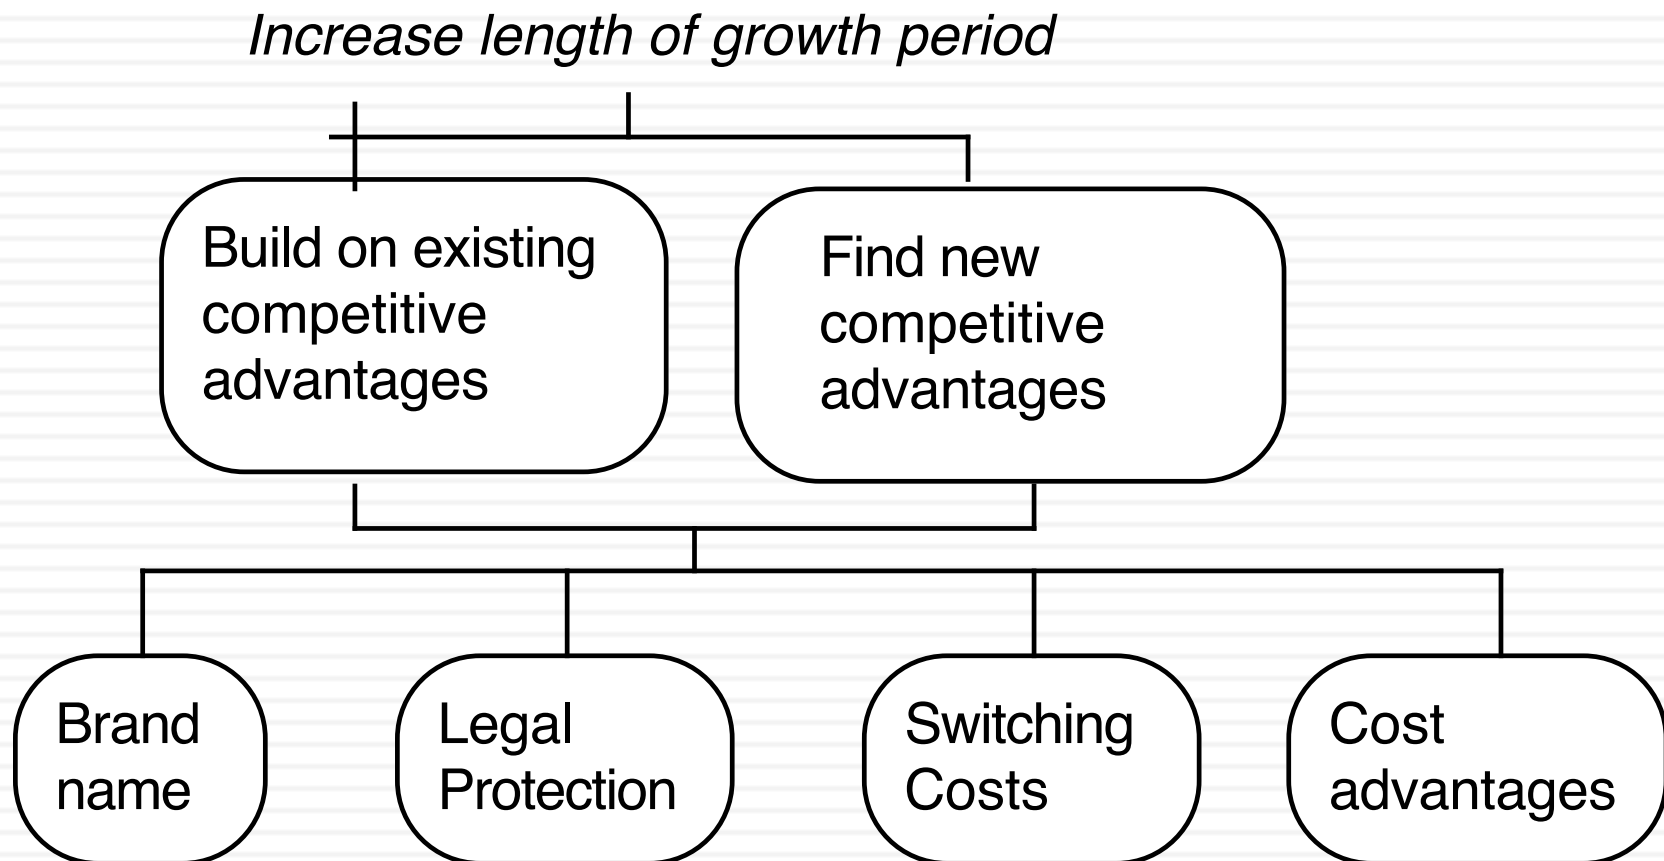 Increase length of growth period
Build on existing
competitive
advantages
Find new
competitive
advantages
Brand
name
Legal
Protection
Switching
Costs
Cost
advantages